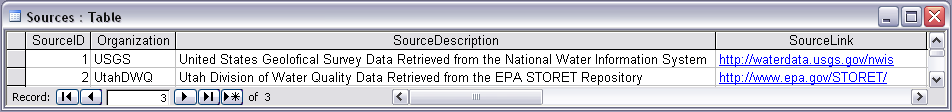 Sources : Table
SourceID Organization SourceDescription SourceLink
1 USGS United States Geolofical Survey Data Retrieved from the National Water Information System http://waterdata.usgs.gov/nwis
2 UtahDWQ Utah Division of Water Quality Data Retrieved from the EPA STORET Repository http://www.epa.gov/STORET/
Record: 3 of 3